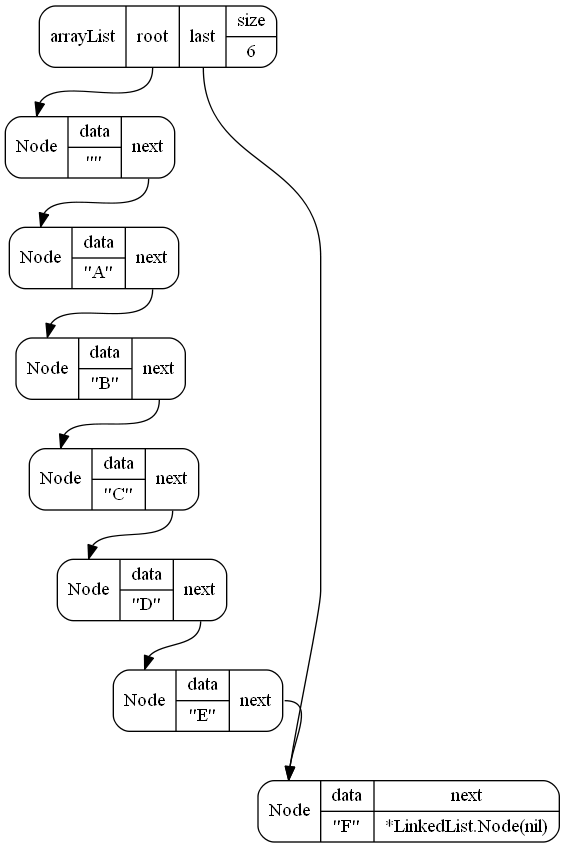 arrayList root last size
6
Node data next
""
Node data next
"A"
Node data next
"B"
Node data next
"C"
Node data next
"D"
Node data next
"E"
Node data next
"F" *LinkedList.Node(nil)